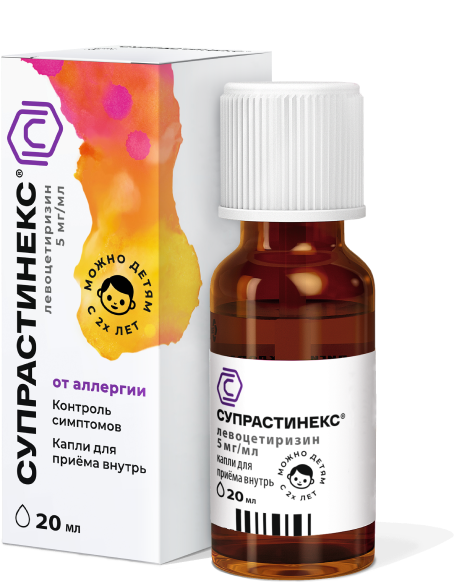 СУПРАСТИНЕКС®
левоцетиризин
5 мг/мл
МОЖНО ДЕТЯМ
С 2х ЛЕТ
от аллергии
Контроль
симптомов
Капли для
приёма внутрь
20 мл
СУПРАСТИНЕКС®
левоцетиризин
5 мг/мл
капли для
приёма внутрь
МОЖНО ДЕТЯМ
С 2х ЛЕТ
20 мл